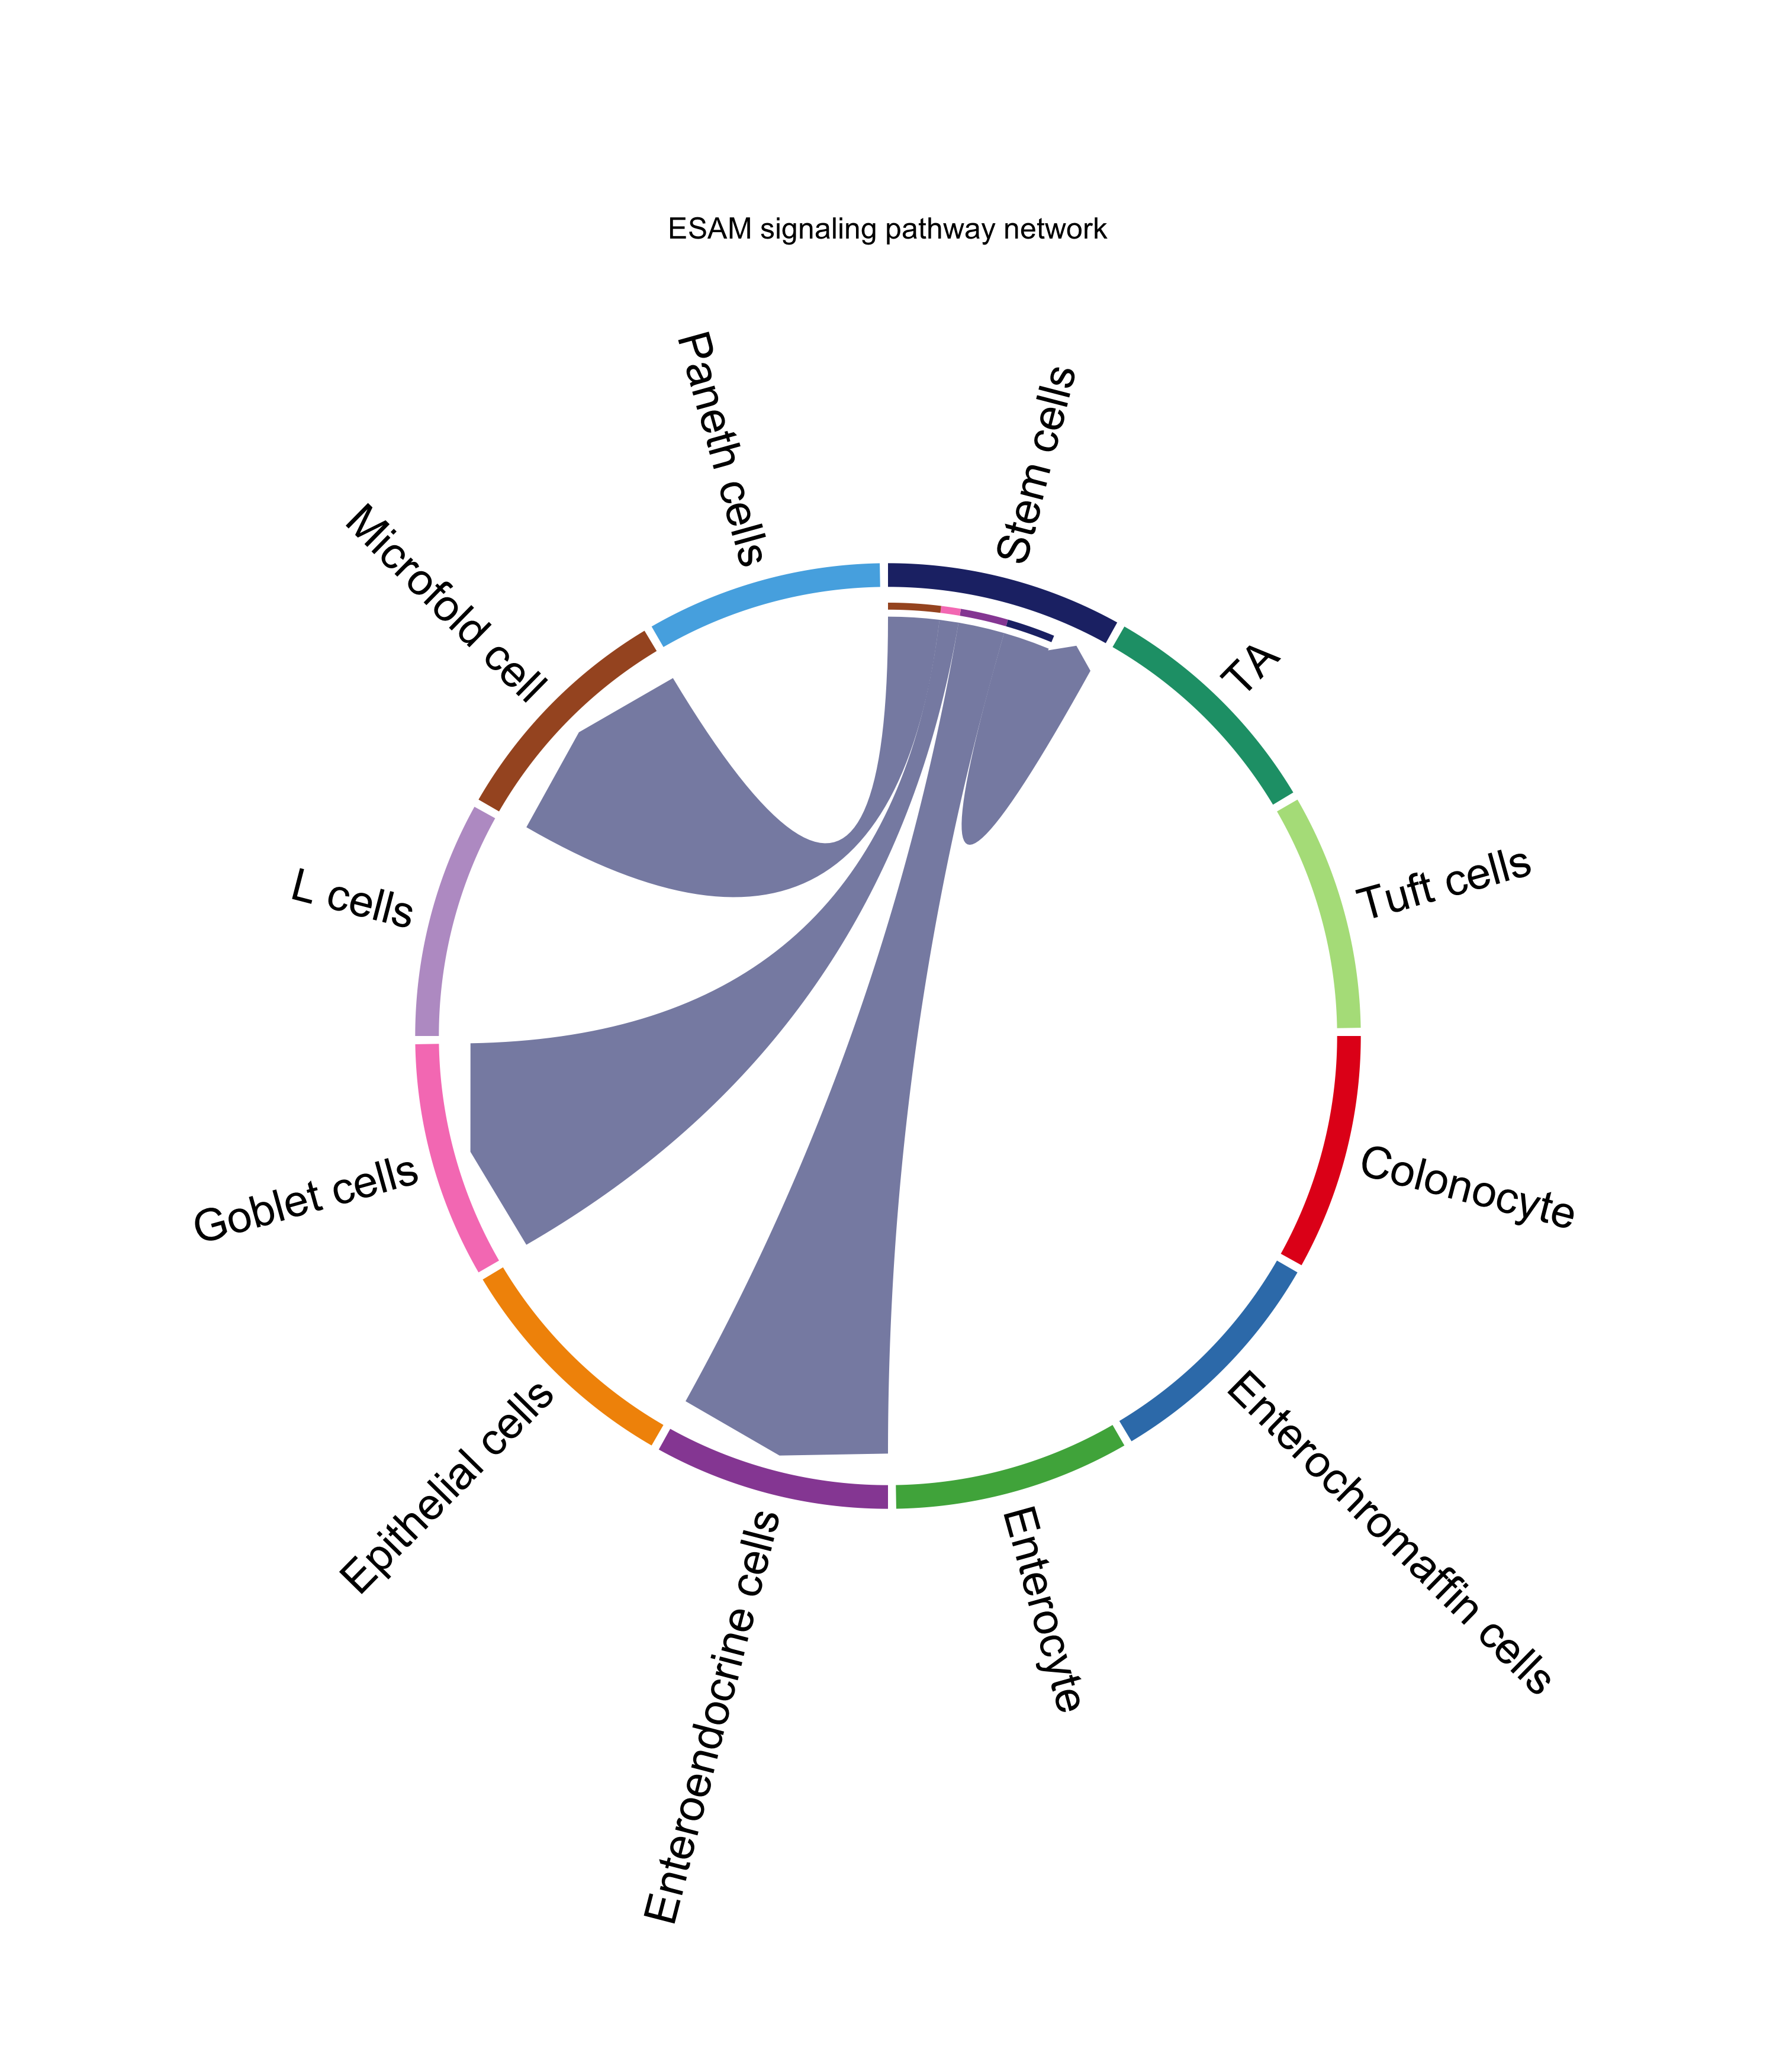 ESAM signaling pathway network
Paneth cells
Stem cells
Microfold cell
TA
L cells
Tuft cells
Goblet cells
Colonocyte
Epithelial cells
Enterochromaffin cells
Enteroendocrine cells
Enterocyte